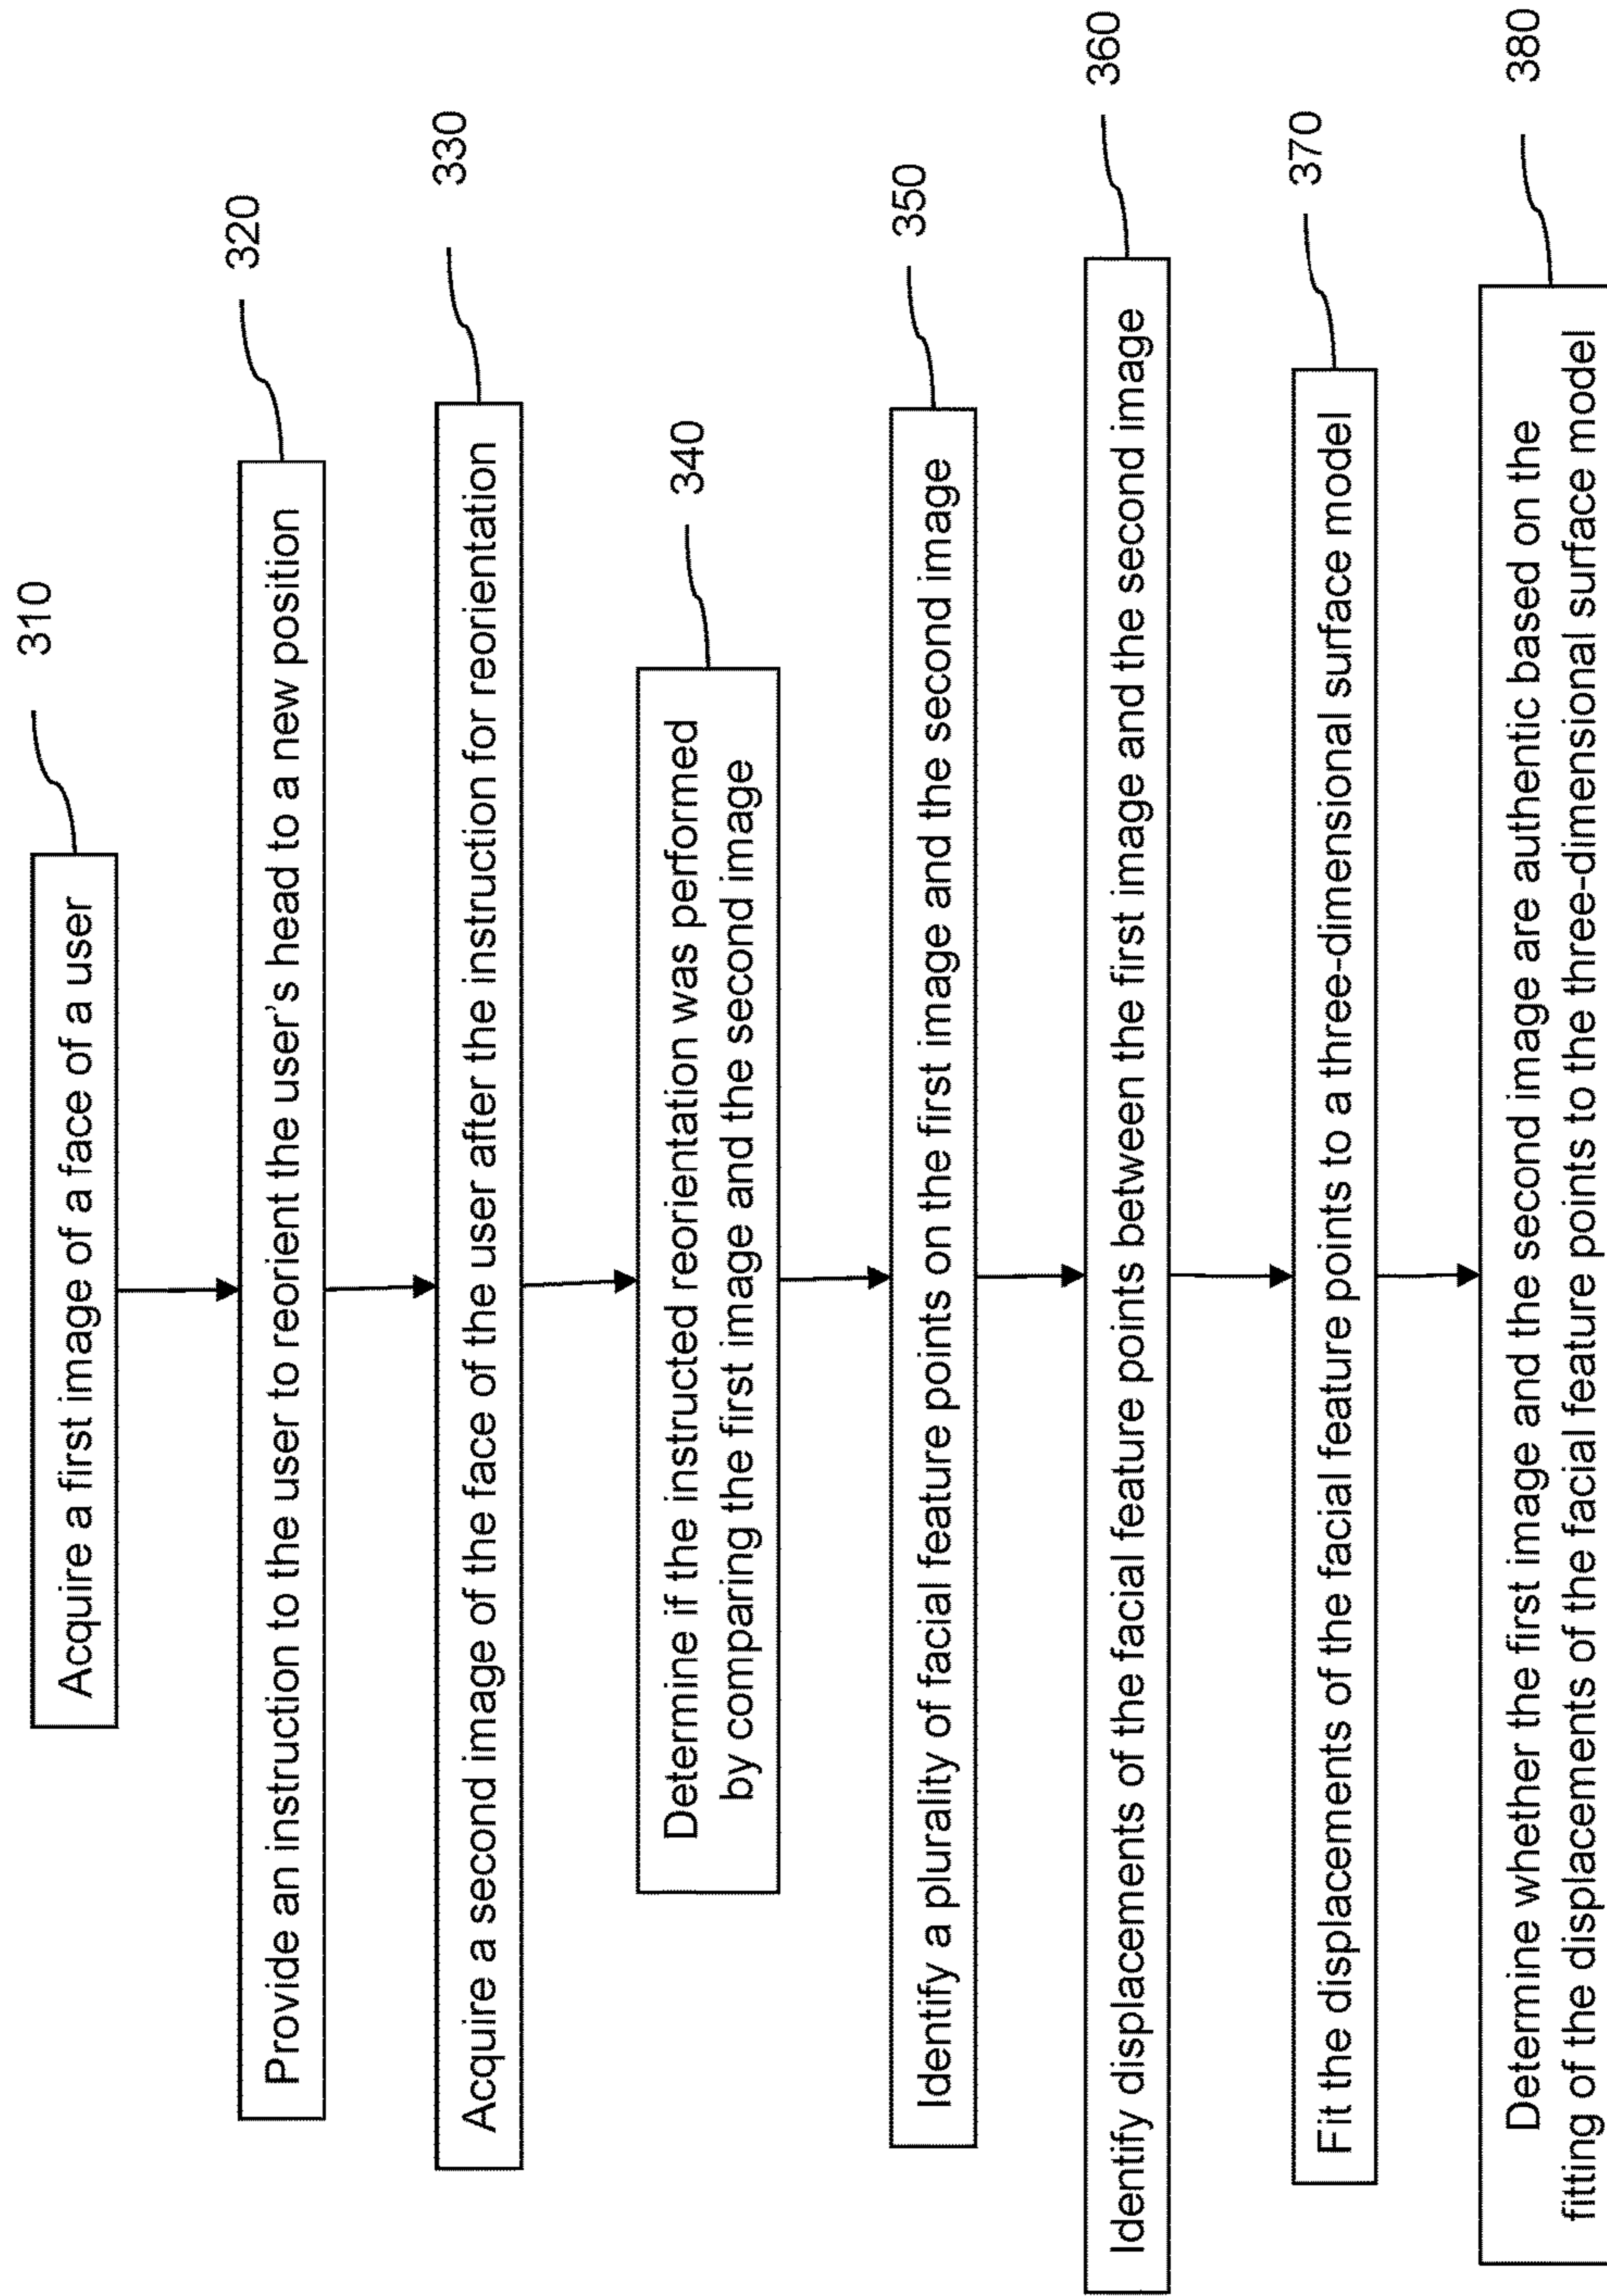 310
Acquire a first image of a face of a user
320
Provide an instruction to the user to reorient the user's head to a new position
330
Acquire a second image of the face of the user after the instruction for reorientation
340
Determine if the instructed reorientation was performed
by comparing the first image and the second image
350
Identify a plurality of facial feature points on the first image and the second image
360
Identify displacements of the facial feature points between the first image and the second image
370
Fit the displacements of the facial feature points to a three-dimensional surface model
380
Determine whether the first image and the second image are authentic based on the
fitting of the displacements of the facial feature points to the three-dimensional surface model